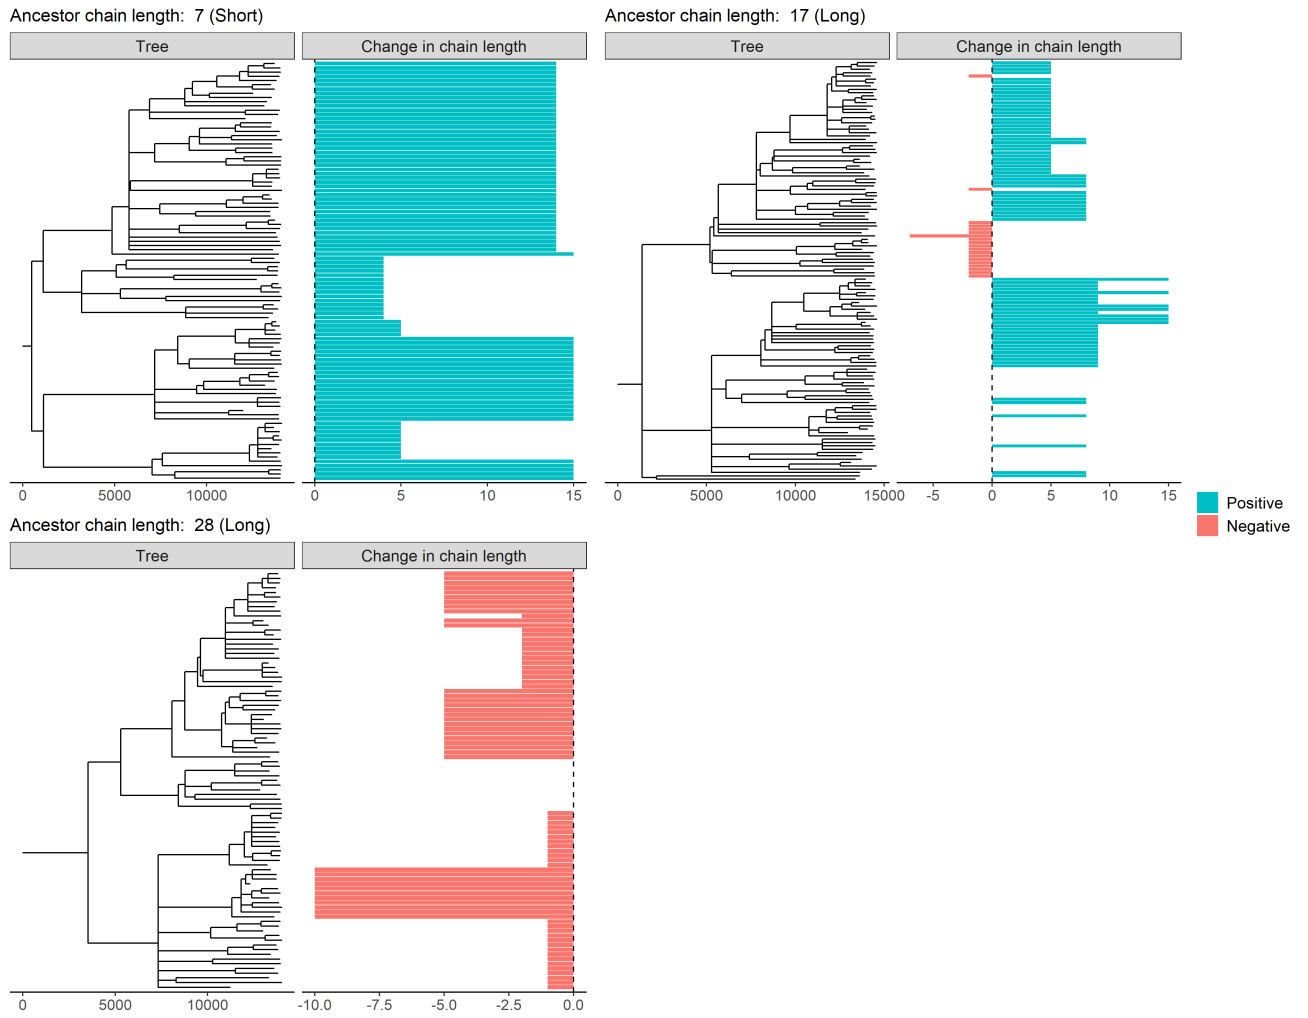 Ancestor chain length:  7 (Short)
Tree
Change in chain length
0 5000 10000
0 5 10 15
Ancestor chain length:  17 (Long)
Tree
Change in chain length
0 5000 10000 15000
-5 0 5 10 15
Positive
Negative
Ancestor chain length:  28 (Long)
Tree
Change in chain length
0 5000 10000
-10.0 -7.5 -5.0 -2.5 0.0